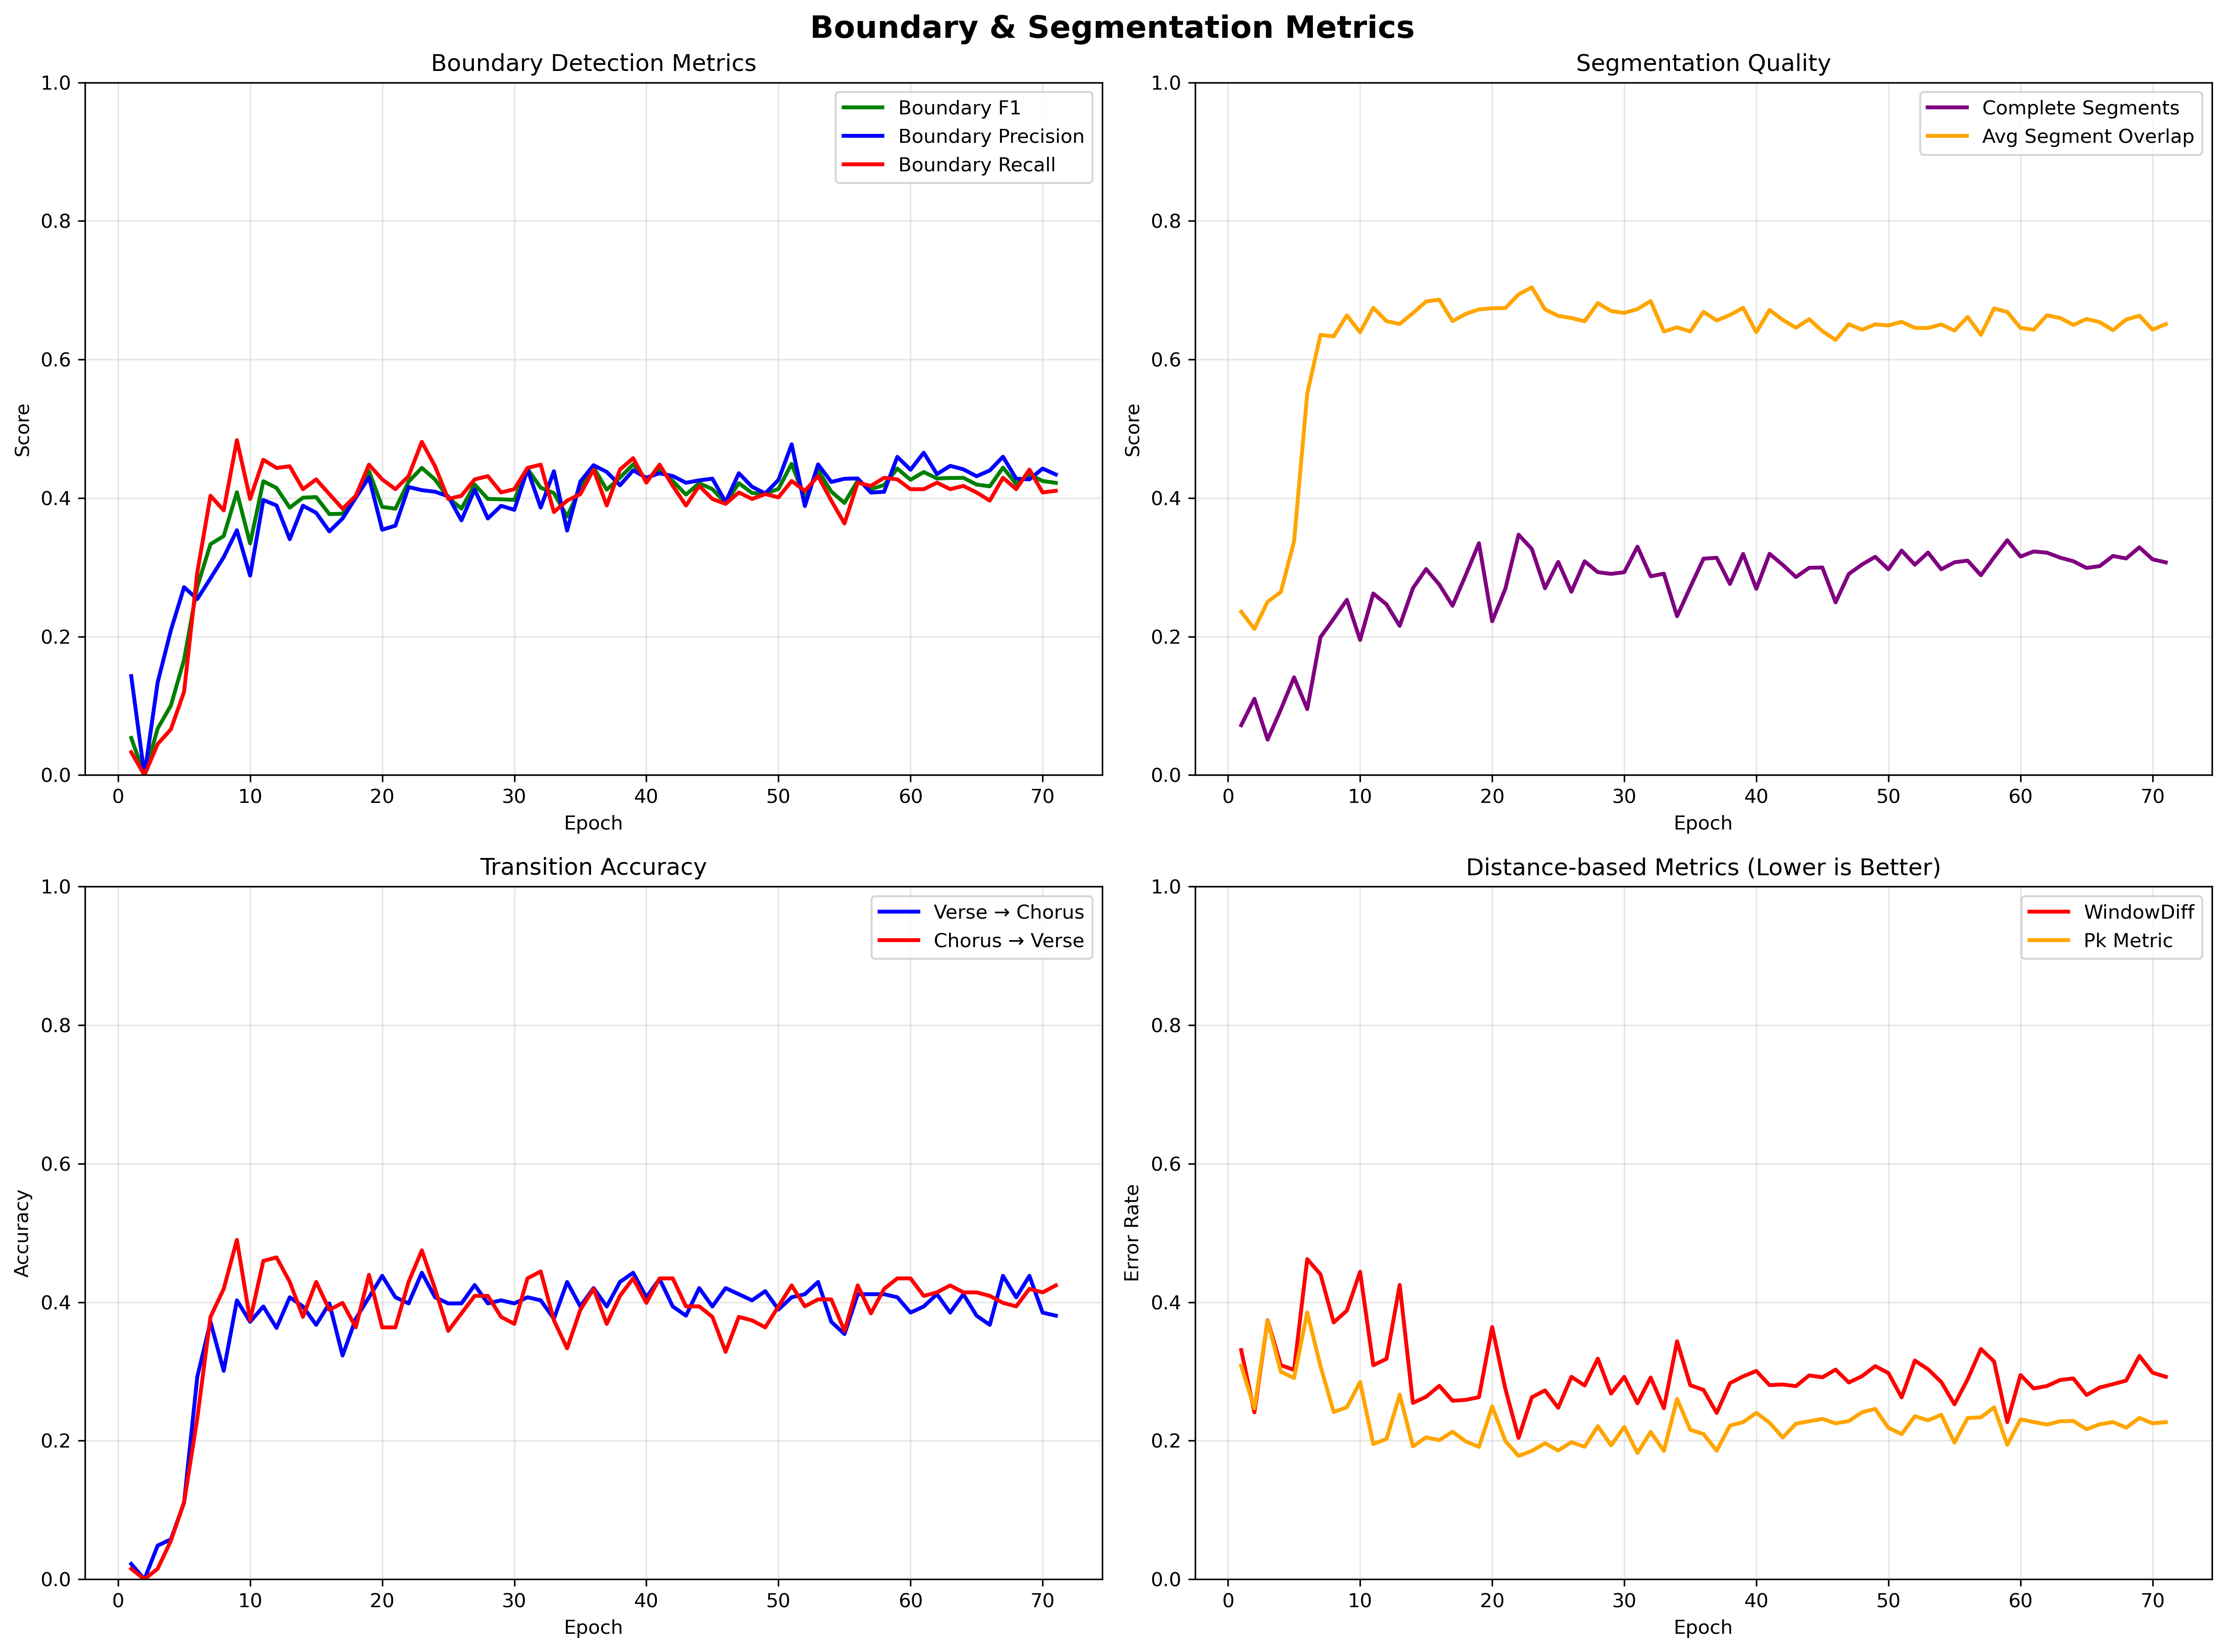 Boundary & Segmentation Metrics
Boundary Detection Metrics
1.0
0.8
0.6
0.4
0.2
0.0
Score
Boundary F1
Boundary Precision
Boundary Recall
0 10 20 30 40 50 60 70
Epoch
Segmentation Quality
1.0
0.8
0.6
0.4
0.2
0.0
Score
Complete Segments
Avg Segment Overlap
0 10 20 30 40 50 60 70
Epoch
Transition Accuracy
1.0
0.8
0.6
0.4
0.2
0.0
Accuracy
Verse → Chorus
Chorus → Verse
0 10 20 30 40 50 60 70
Epoch
Distance-based Metrics (Lower is Better)
1.0
0.8
0.6
0.4
0.2
0.0
Error Rate
WindowDiff
Pk Metric
0 10 20 30 40 50 60 70
Epoch